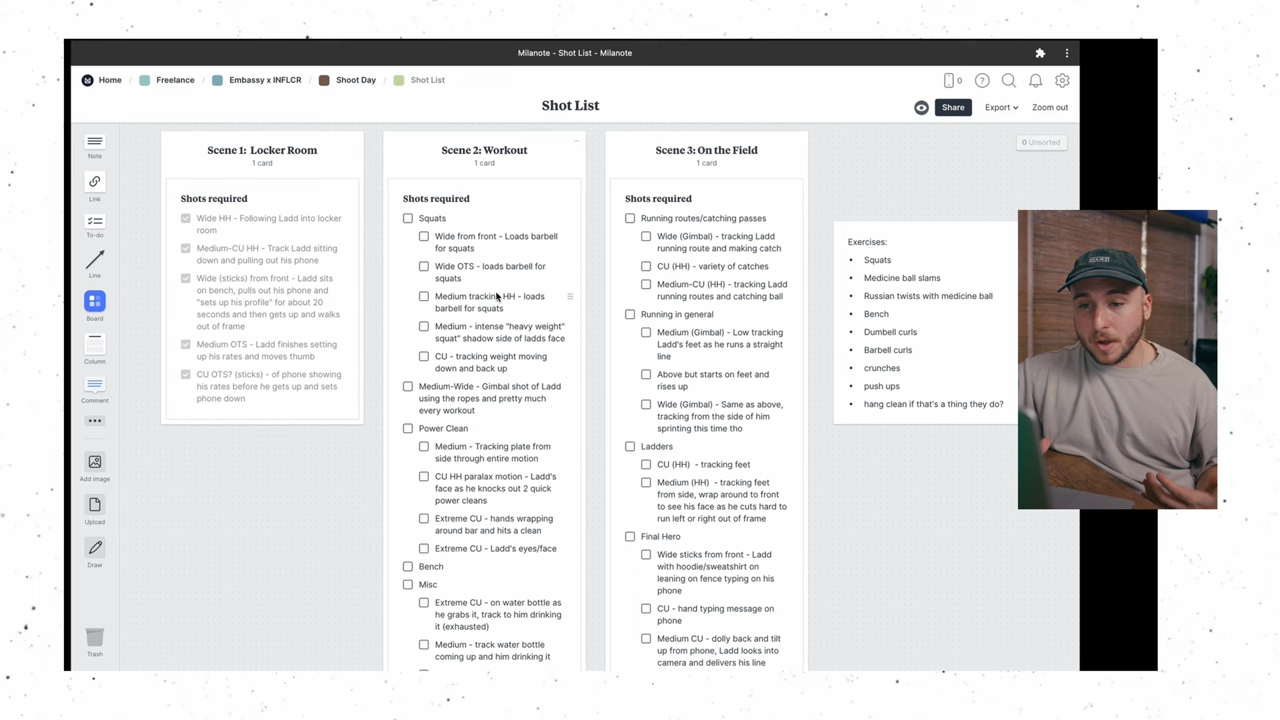 Milanote - Shot List - Milanote
Home / Freelance / Embassy x INFLCR / Shoot Day / Shot List
0
Shot List
Share
Export
Zoom out
0 Unsorted
Note
Link
To-do
Line
Board
Column
Comment
Add image
Upload
Draw
Trash
Scene 1: Locker Room
1 card
Shots required
Wide HH - Following Ladd into locker
room
Medium-CU HH - Track Ladd sitting
down and pulling out his phone
Wide (sticks) from front - Ladd sits
on bench, pulls out his phone and
"sets up his profile" for about 20
seconds and then gets up and walks
out of frame
Medium OTS - Ladd finishes setting
up his rates and moves thumb
CU OTS? (sticks) - of phone showing
his rates before he gets up and sets
phone down
Scene 2: Workout
1 card
Shots required
Squats
Wide from front - Loads barbell
for squats
Wide OTS - loads barbell for
squats
Medium tracking HH - loads
barbell for squats
Medium - intense "heavy weight"
squat" shadow side of ladds face
CU - tracking weight moving
down and back up
Medium-Wide - Gimbal shot of Ladd
using the ropes and pretty much
every workout
Power Clean
Medium - Tracking plate from
side through entire motion
CU HH paralax motion - Ladd's
face as he knocks out 2 quick
power cleans
Extreme CU - hands wrapping
around bar and hits a clean
Extreme CU - Ladd's eyes/face
Bench
Misc
Extreme CU - on water bottle as
he grabs it, track to him drinking
it (exhausted)
Medium - track water bottle
coming up and him drinking it
Scene 3: On the Field
1 card
Shots required
Running routes/catching passes
Wide (Gimbal) - tracking Ladd
running route and making catch
CU (HH) - variety of catches
Medium-CU (HH) - tracking Ladd
running routes and catching ball
Running in general
Medium (Gimbal) - Low tracking
Ladd's feet as he runs a straight
line
Above but starts on feet and
rises up
Wide (Gimbal) - Same as above,
tracking from the side of him
sprinting this time tho
Ladders
CU (HH) - tracking feet
Medium (HH) - tracking feet
from side, wrap around to front
to see his face as he cuts hard to
run left or right out of frame
Final Hero
Wide sticks from front - Ladd
with hoodie/sweatshirt on
leaning on fence typing on his
phone
CU - hand typing message on
phone
Medium CU - dolly back and tilt
up from phone, Ladd looks into
camera and delivers his line
Exercises:
• Squats
• Medicine ball slams
• Russian twists with medicine ball
• Bench
• Dumbell curls
• Barbell curls
• crunches
• push ups
• hang clean if that's a thing they do?